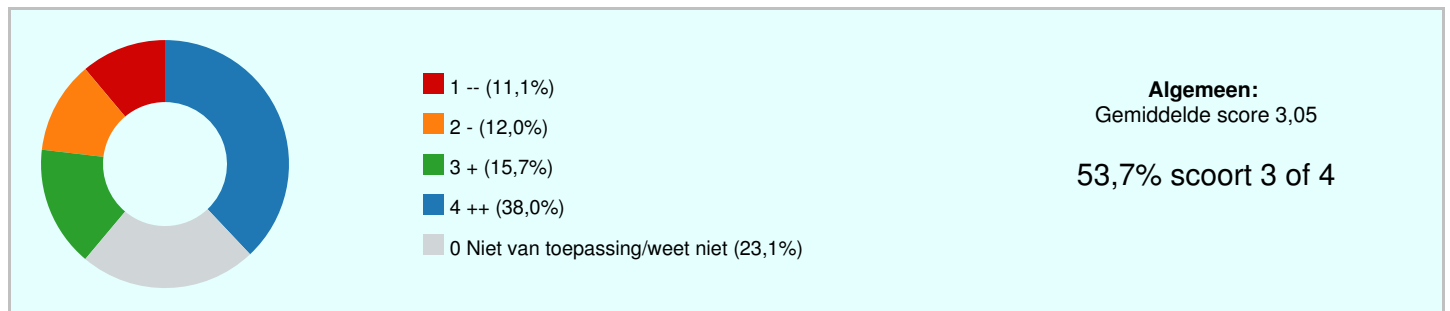 1 -- (11,1%)
2 - (12,0%)
3 + (15,7%)
4 ++ (38,0%)
0 Niet van toepassing/weet niet (23,1%)
Algemeen:
Gemiddelde score 3,05
53,7% scoort 3 of 4